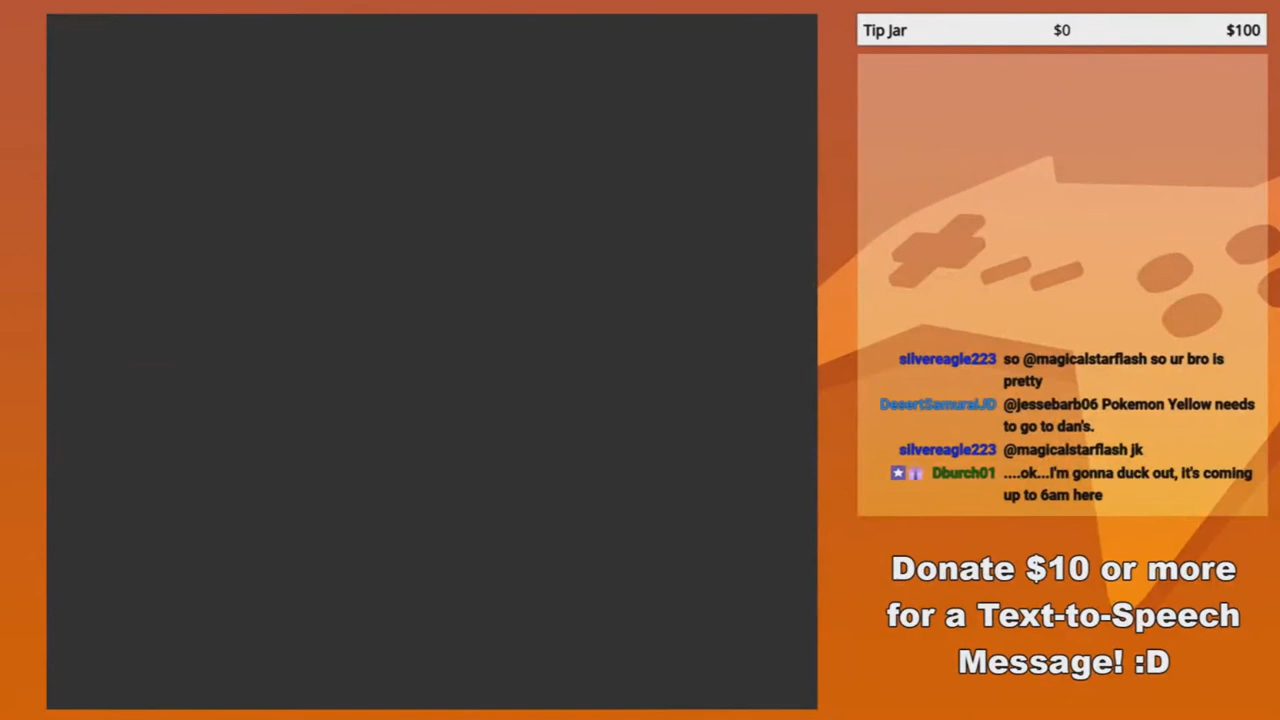 Tip Jar $0 $100
silvereagle223 so @magicalstarflash so ur bro is
pretty
DesertSamuraiJD @jessebarb06 Pokemon Yellow needs
to go to dan's.
silvereagle223 @magicalstarflash jk
Dburch01 ....ok...I'm gonna duck out, it's coming
up to 6am here
Donate $10 or more
for a Text-to-Speech
Message! :D